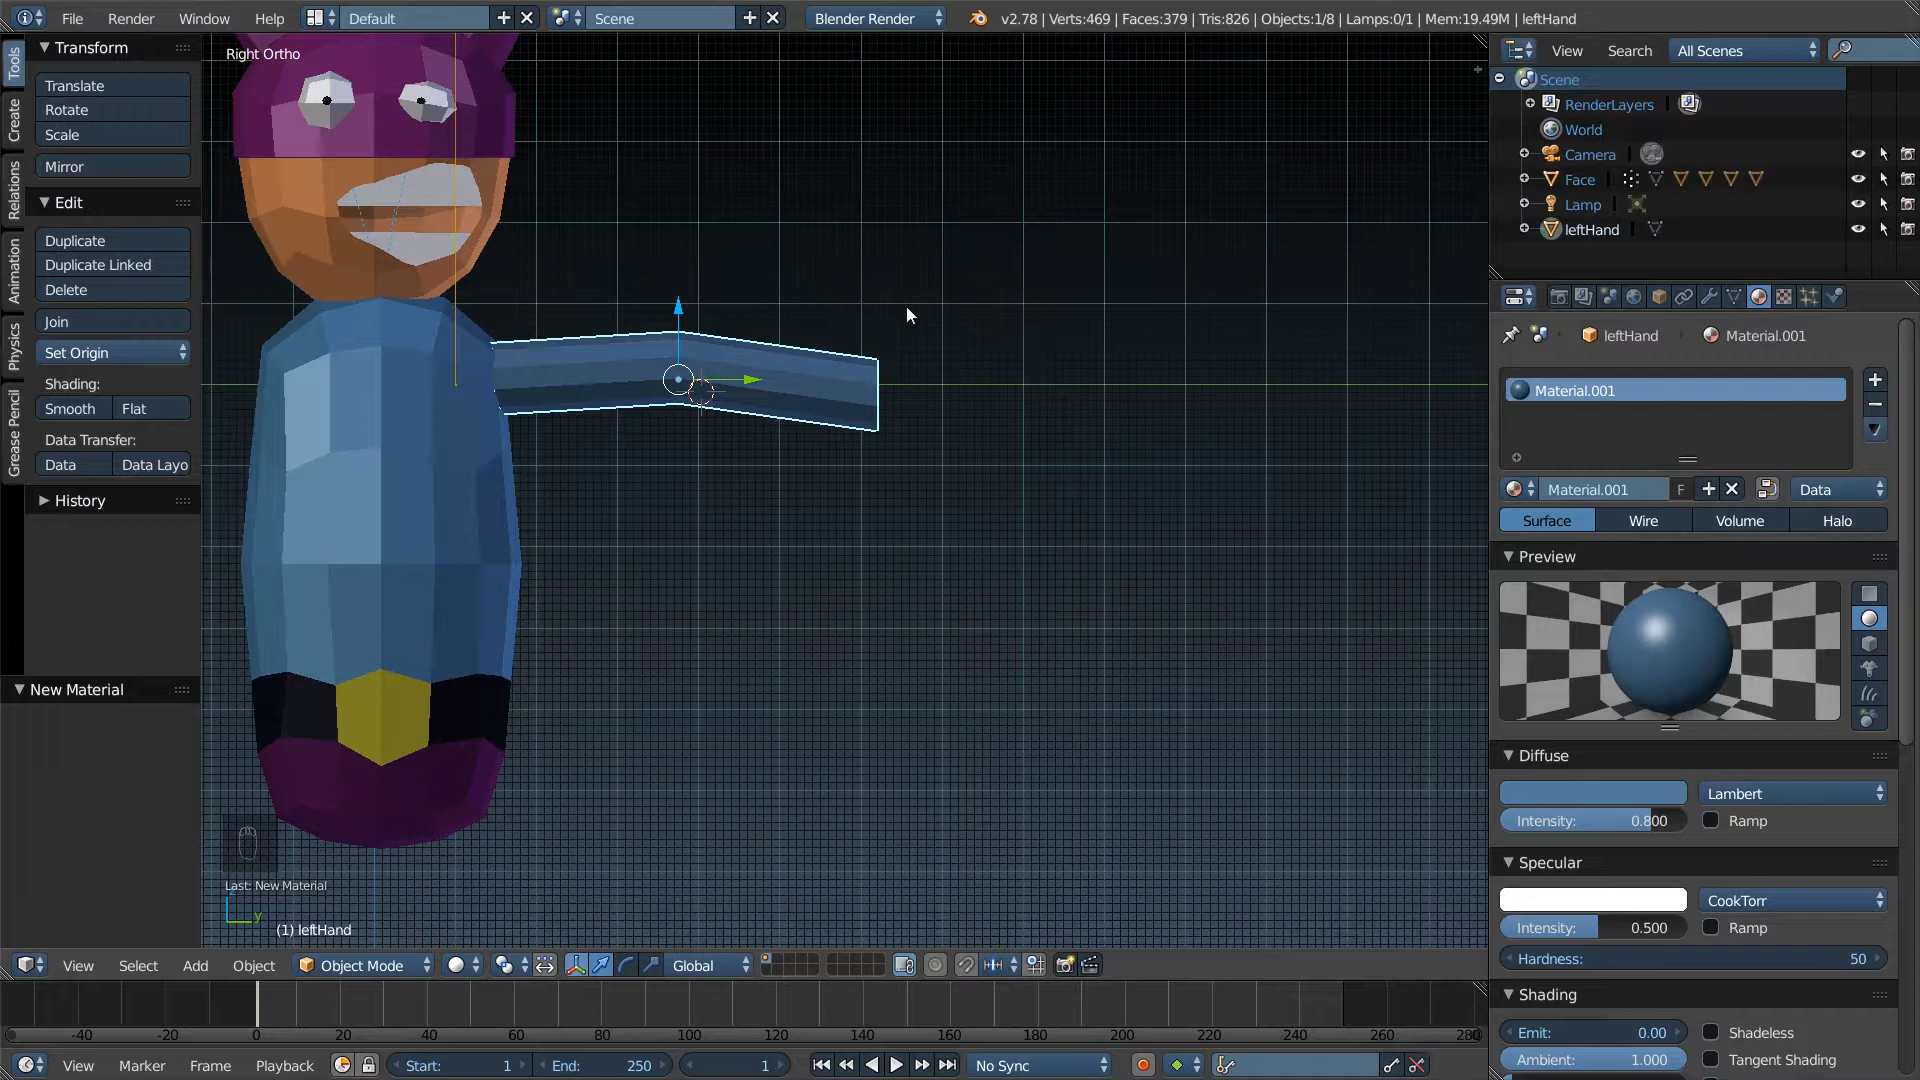 File Render Window Help Default Scene Blender Render v2.78 | Verts:469 | Faces:379 | Tris:826 | Objects:1/8 | Lamps:0/1 | Mem:19.49M | leftHand
Tools
Create
Relations
Animation
Physics
Grease Pencil
Transform
Translate
Rotate
Scale
Mirror
Edit
Duplicate
Duplicate Linked
Delete
Join
Set Origin
Shading:
Smooth Flat
Data Transfer:
Data Data Layo
History
New Material
Right Ortho
Last: New Material
y
(1) leftHand
View Select Add Object Object Mode Global
-40 -20 0 20 40 60 80 100 120 140 160 180 200 220 240 260 280
View Marker Frame Playback Start: 1 End: 250 1 No Sync
View Search All Scenes
Scene
RenderLayers
World
Camera
Face
Lamp
leftHand
leftHand Material.001
Material.001
Material.001 F Data
Surface Wire Volume Halo
Preview
Diffuse
Lambert
Intensity: 0.800 Ramp
Specular
CookTorr
Intensity: 0.500 Ramp
Hardness: 50
Shading
Emit: 0.00 Shadeless
Ambient: 1.000 Tangent Shading